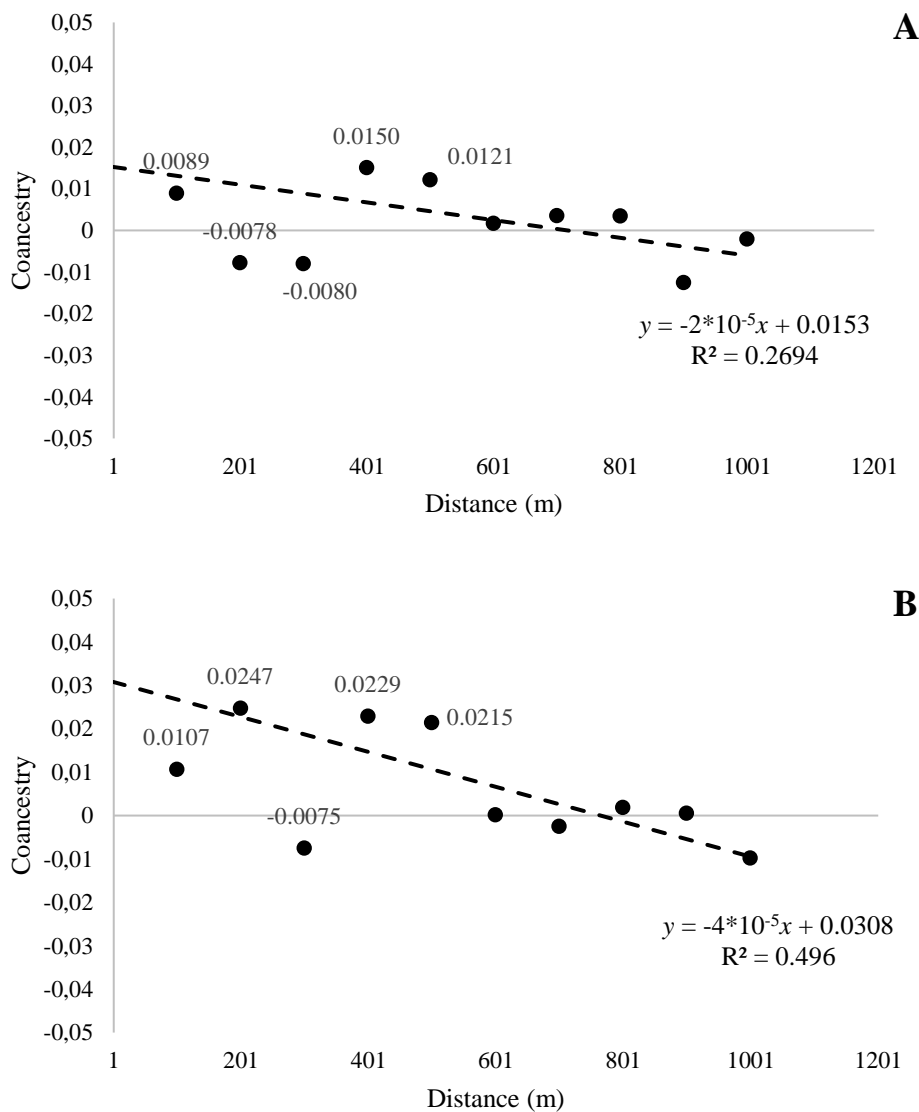 A
0,05
0,04
0,03
0,02
0,01
0
-0,01
-0,02
-0,03
-0,04
-0,05
Coancestry
0.0089
-0.0078
-0.0080
0.0150
0.0121
y = -2*10⁻⁵x + 0.0153
R² = 0.2694
1 201 401 601 801 1001 1201
Distance (m)
B
0,05
0,04
0,03
0,02
0,01
0
-0,01
-0,02
-0,03
-0,04
-0,05
Coancestry
0.0107
0.0247
-0.0075
0.0229
0.0215
y = -4*10⁻⁵x + 0.0308
R² = 0.496
1 201 401 601 801 1001 1201
Distance (m)